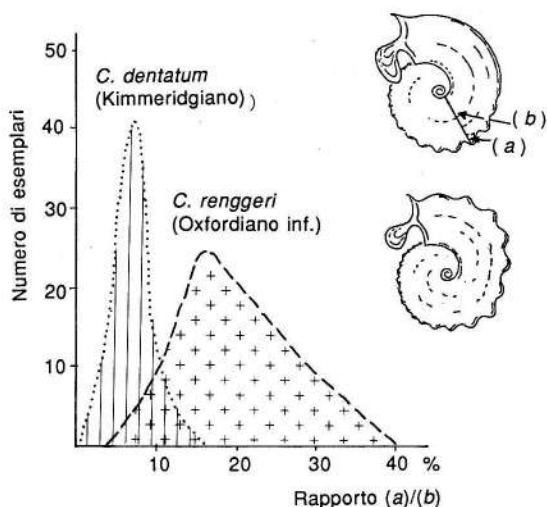 50
40
30
20
10
Numero di esemplari
C. dentatum
(Kimmeridgiano))
C. renggeri
(Oxfordiano inf.)
(b)
(a)
10
20
30
40
%
Rapporto (a)/(b)